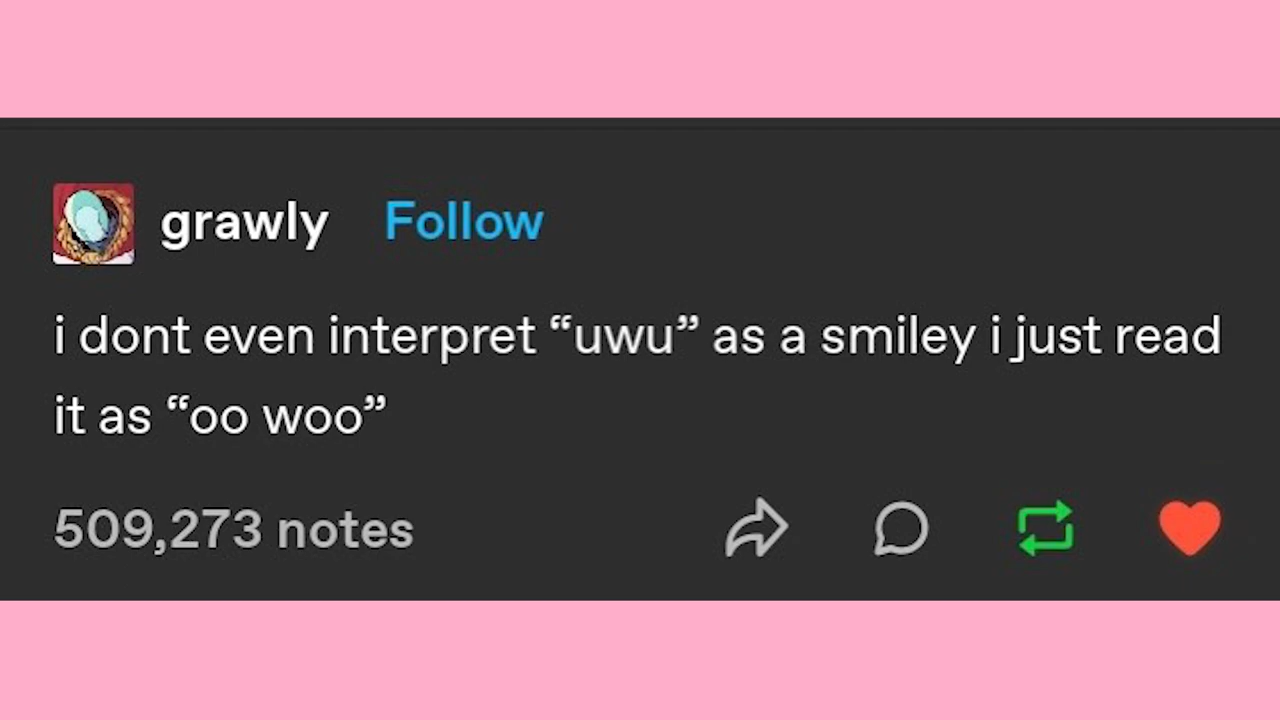 grawly Follow
i dont even interpret “uwu” as a smiley i just read
it as “oo woo”
509,273 notes